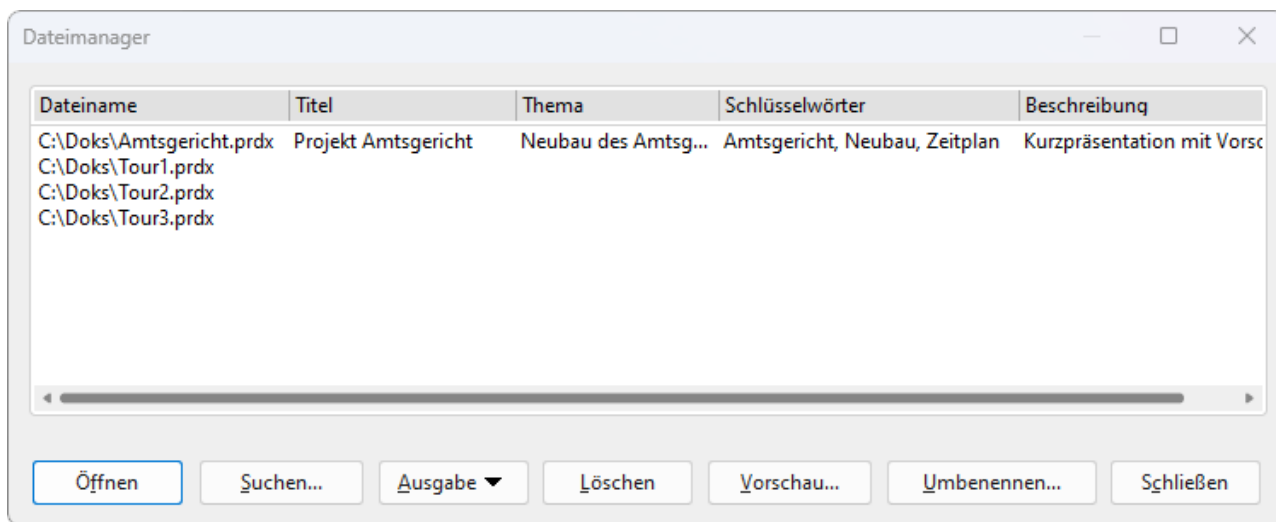 Dateimanager
Dateiname Titel Thema Schlüsselwörter Beschreibung
C:\Doks\Amtsgericht.prdx Projekt Amtsgericht Neubau des Amtsg... Amtsgericht, Neubau, Zeitplan Kurzpräsentation mit Vorsc
C:\Doks\Tour1.prdx
C:\Doks\Tour2.prdx
C:\Doks\Tour3.prdx
Öffnen Suchen... Ausgabe Löschen Vorschau... Umbenennen... Schließen